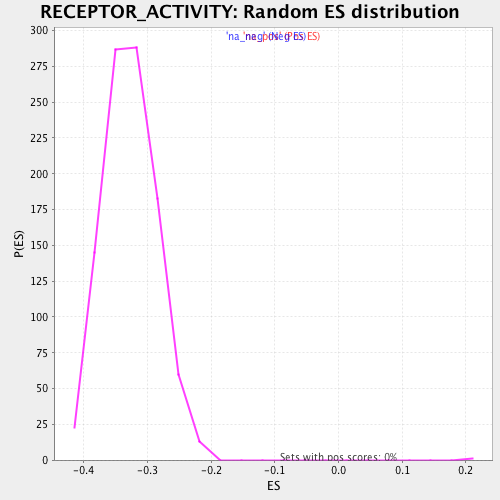 RECEPTOR_ACTIVITY: Random ES distribution
P(ES)
300
275
250
225
200
175
150
125
100
75
50
25
0
Sets with pos scores: 0%
-0.4 -0.3 -0.2 -0.1 0.0 0.1 0.2
ES